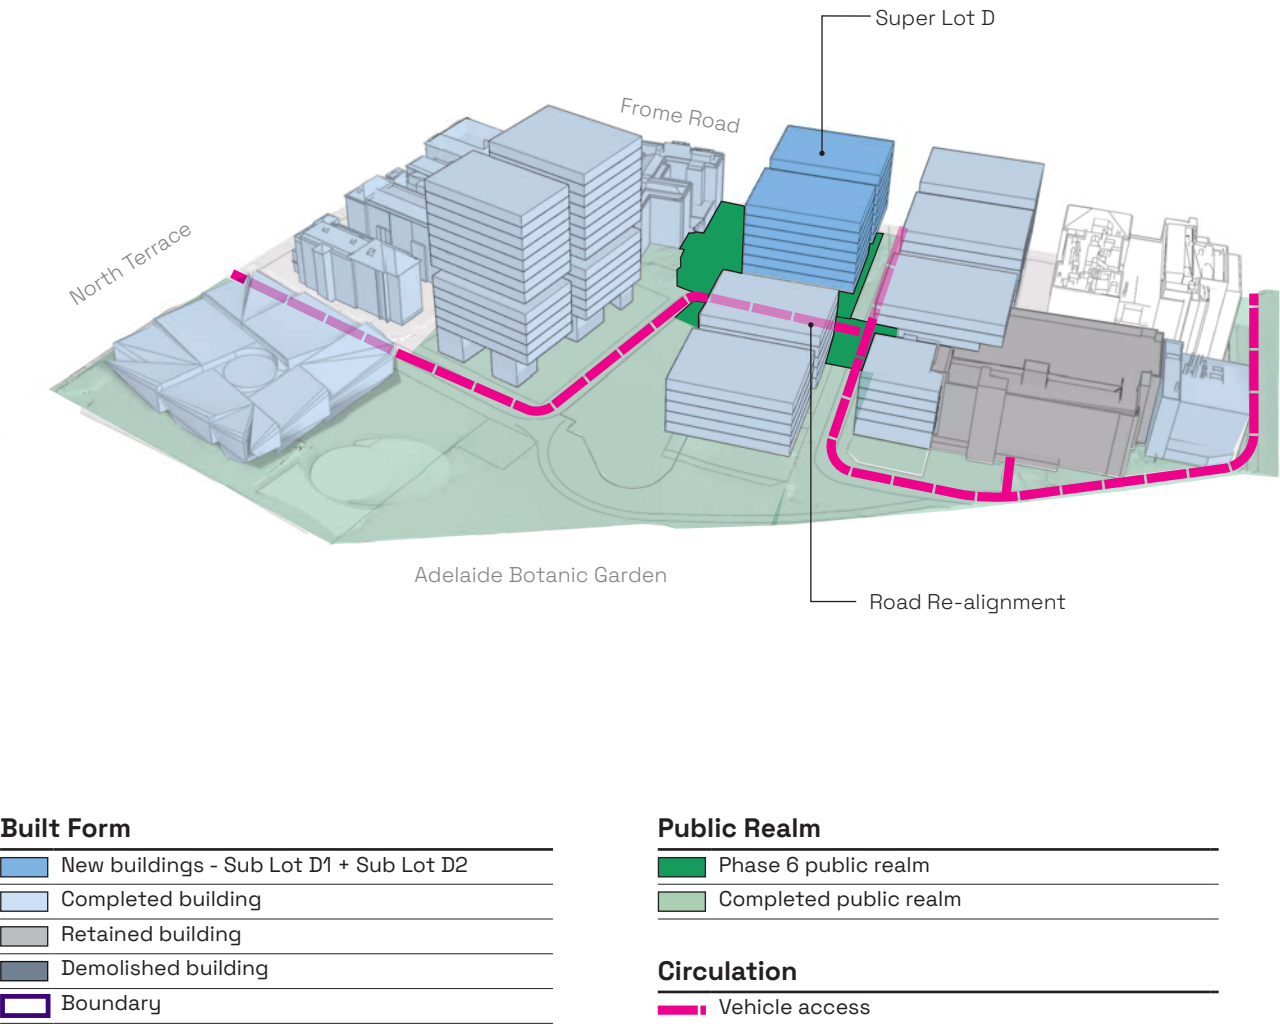 Super Lot D
Frome Road
North Terrace
Adelaide Botanic Garden
Road Re-alignment
Built Form
New buildings - Sub Lot D1 + Sub Lot D2
Completed building
Retained building
Demolished building
Boundary
Public Realm
Phase 6 public realm
Completed public realm
Circulation
Vehicle access